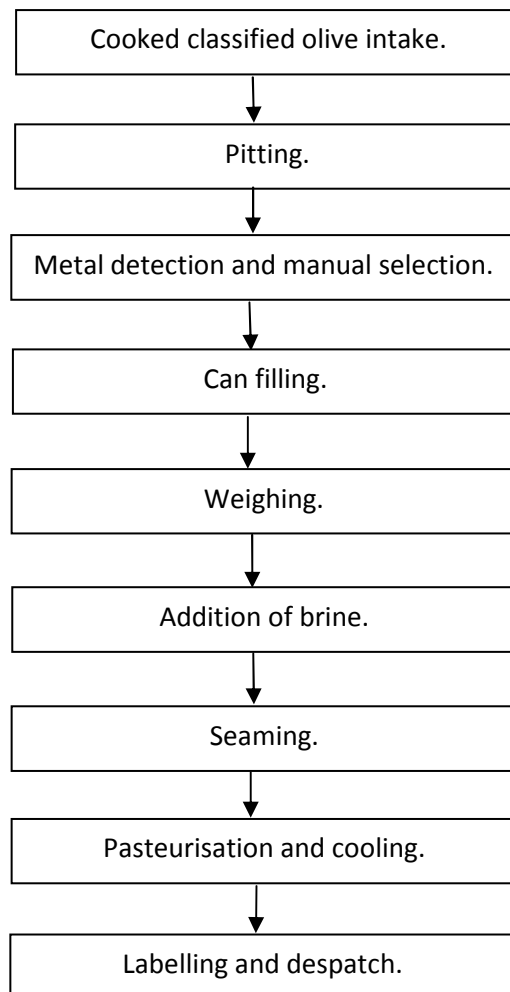 Cooked classified olive intake.
Pitting.
Metal detection and manual selection.
Can filling.
Weighing.
Addition of brine.
Seaming.
Pasteurisation and cooling.
Labelling and despatch.